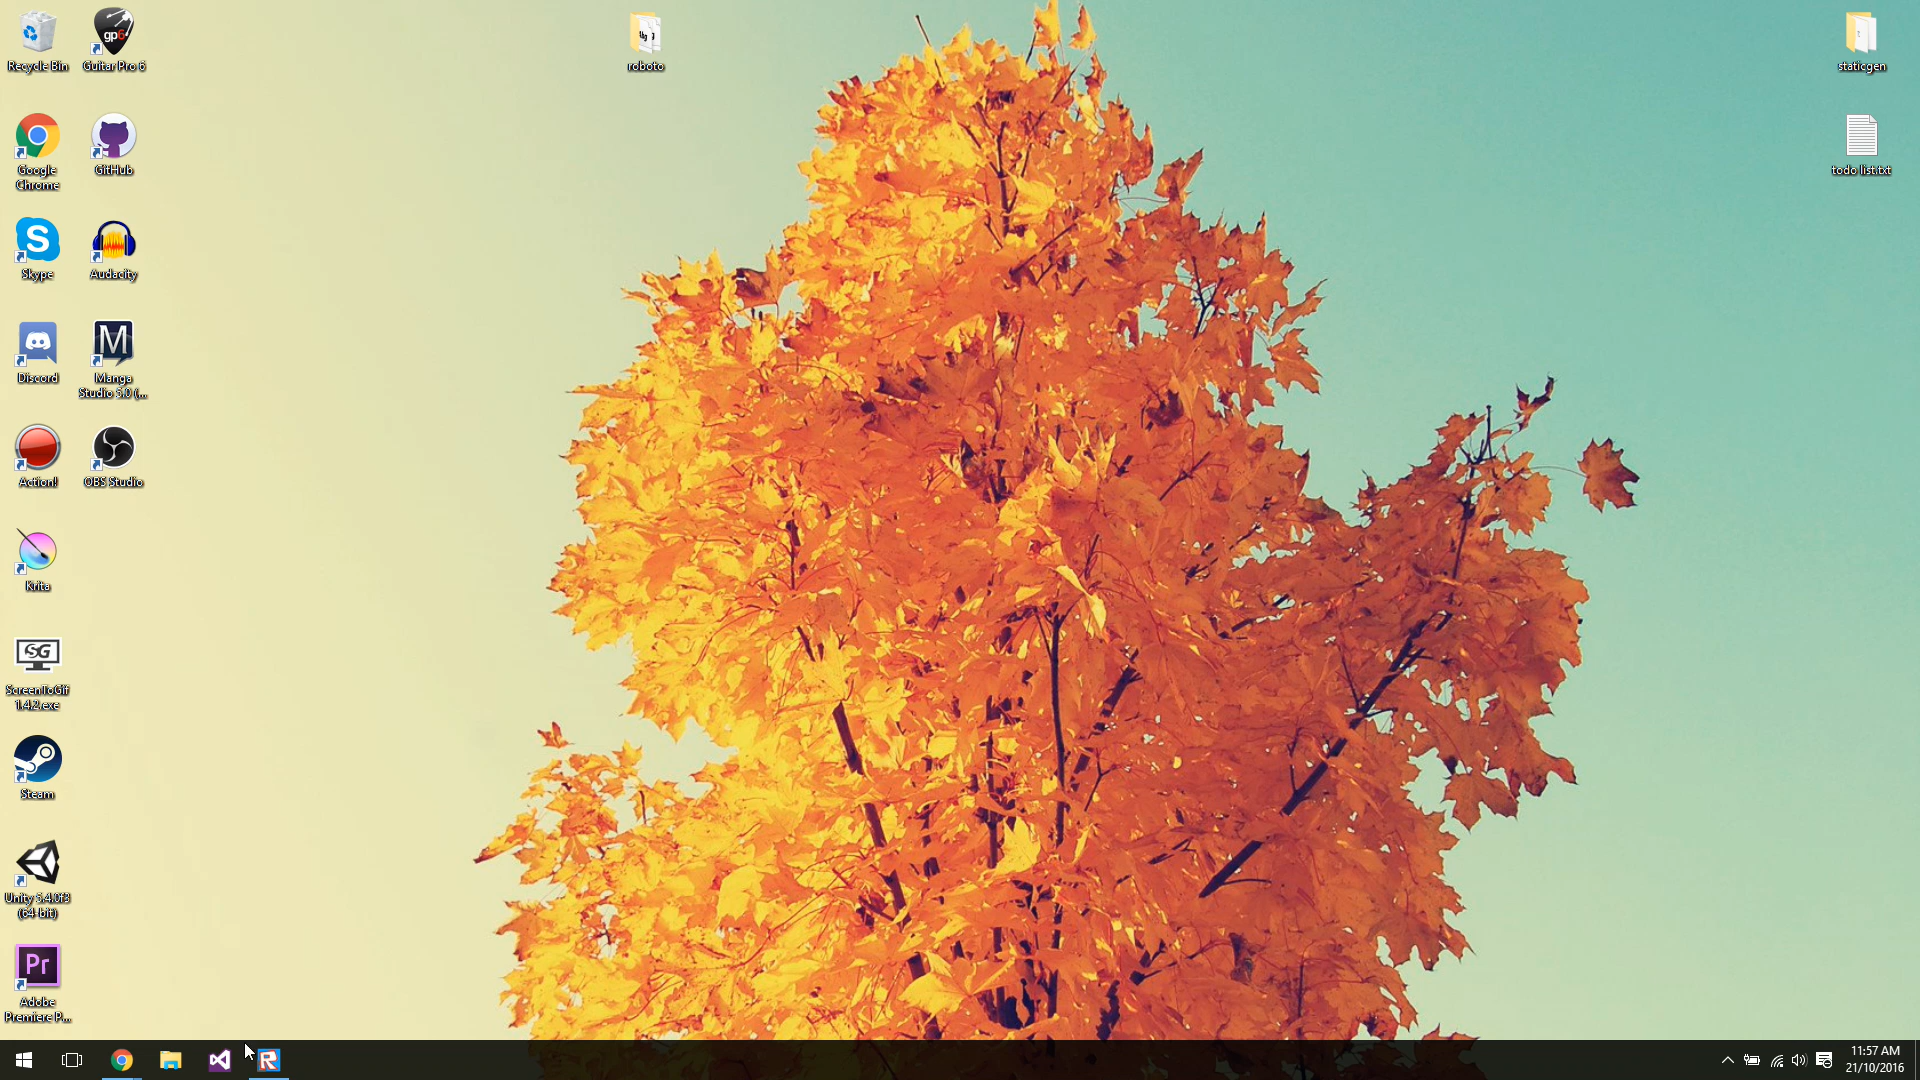 Recycle Bin
Guitar Pro 6
roboto
staticgen
Google
Chrome
GitHub
todo list.txt
Skype
Audacity
Discord
Manga
Studio 5.0 (...
Action!
OBS Studio
Krita
ScreenToGif
1.4.2.exe
Steam
Unity 5.4.0f3
(64-bit)
Pr
Adobe
Premiere P...
11:57 AM
21/10/2016